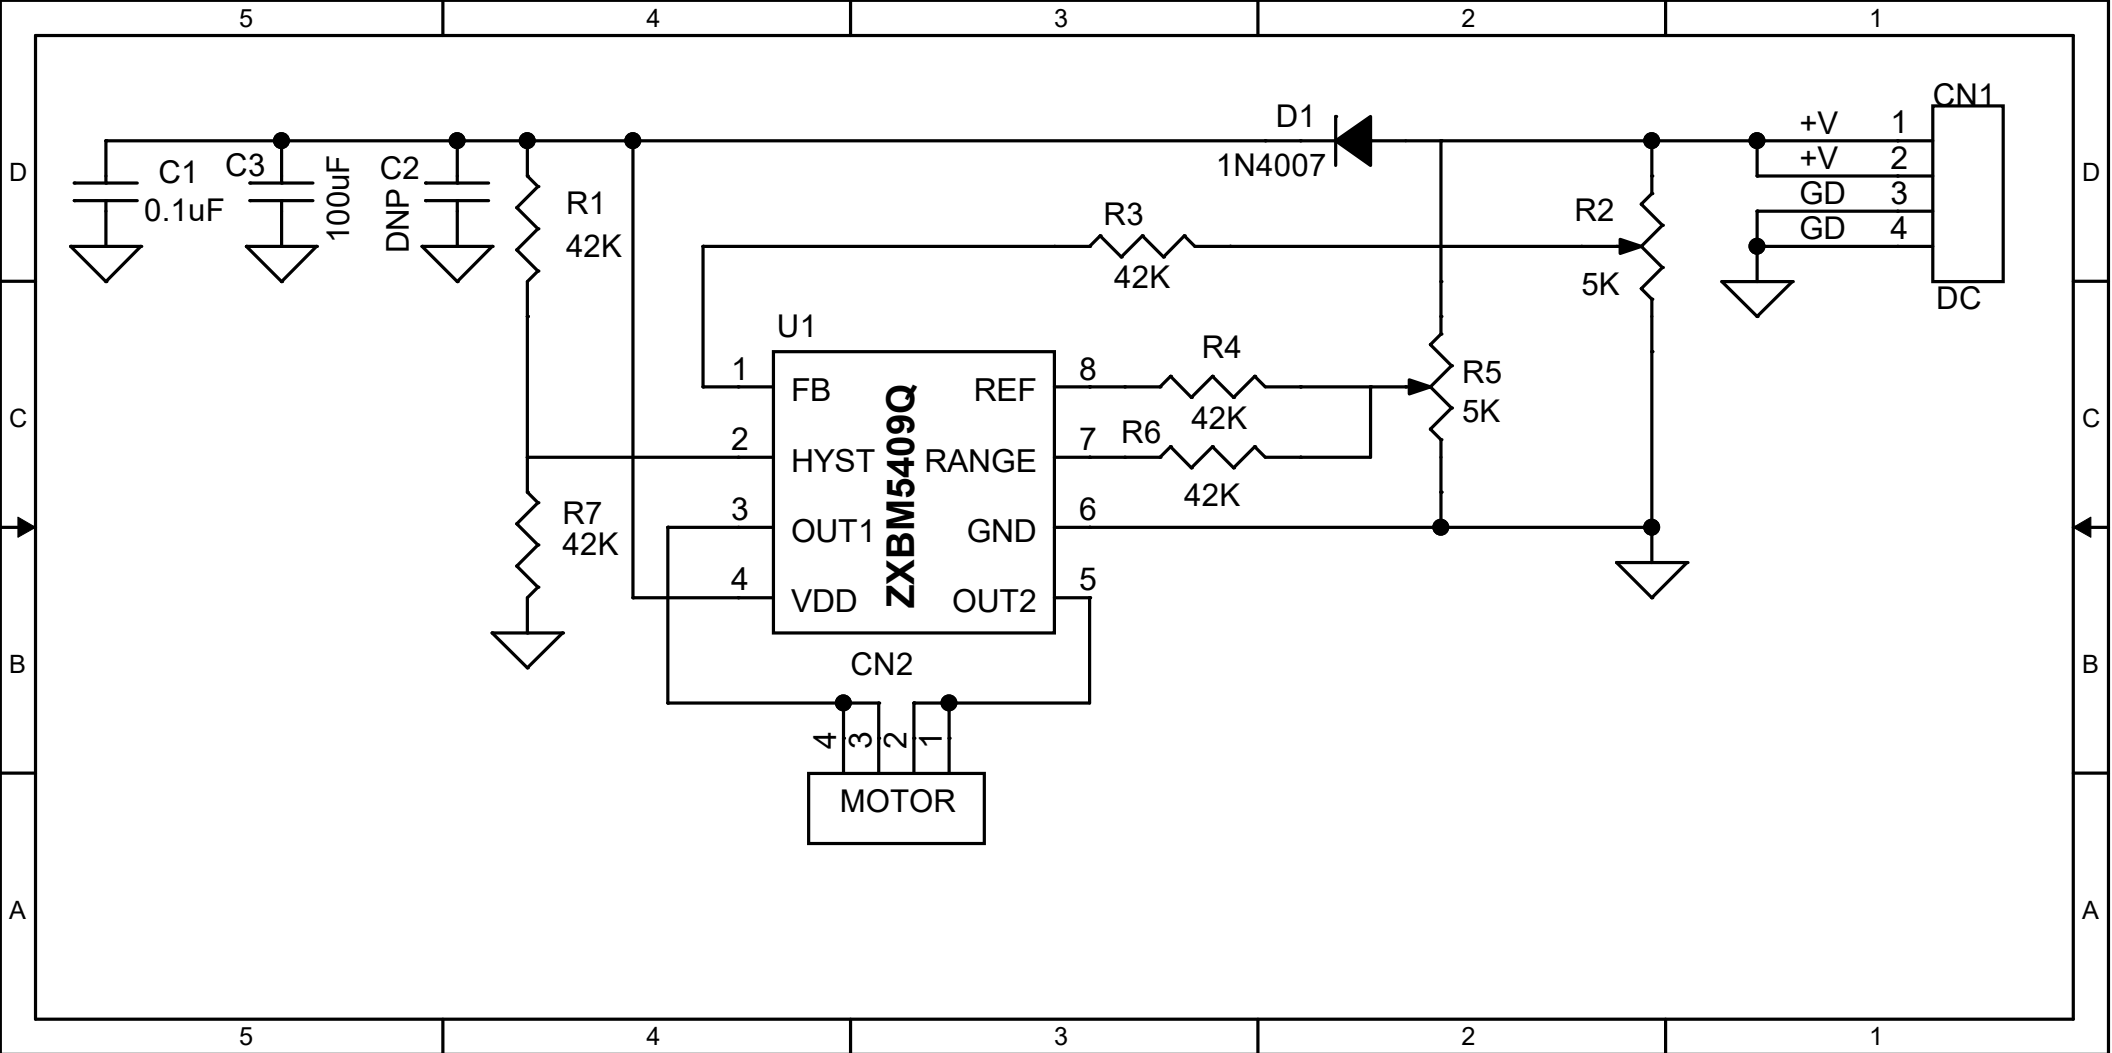 5 4 3 2 1
D
D
C1
0.1uF
C3
100uF
C2
DNP
R1
42K
D1
1N4007
R3
42K
R2
5K
CN1
+V 1
+V 2
GD 3
GD 4
DC
U1
1 FB
2 HYST
3 OUT1
4 VDD
ZXBM5409Q
REF 8
RANGE 7
GND 6
OUT2 5
R4
42K
R6
42K
R5
5K
C
C
R7
42K
CN2
4 3 2 1
MOTOR
B
B
A
A
5 4 3 2 1